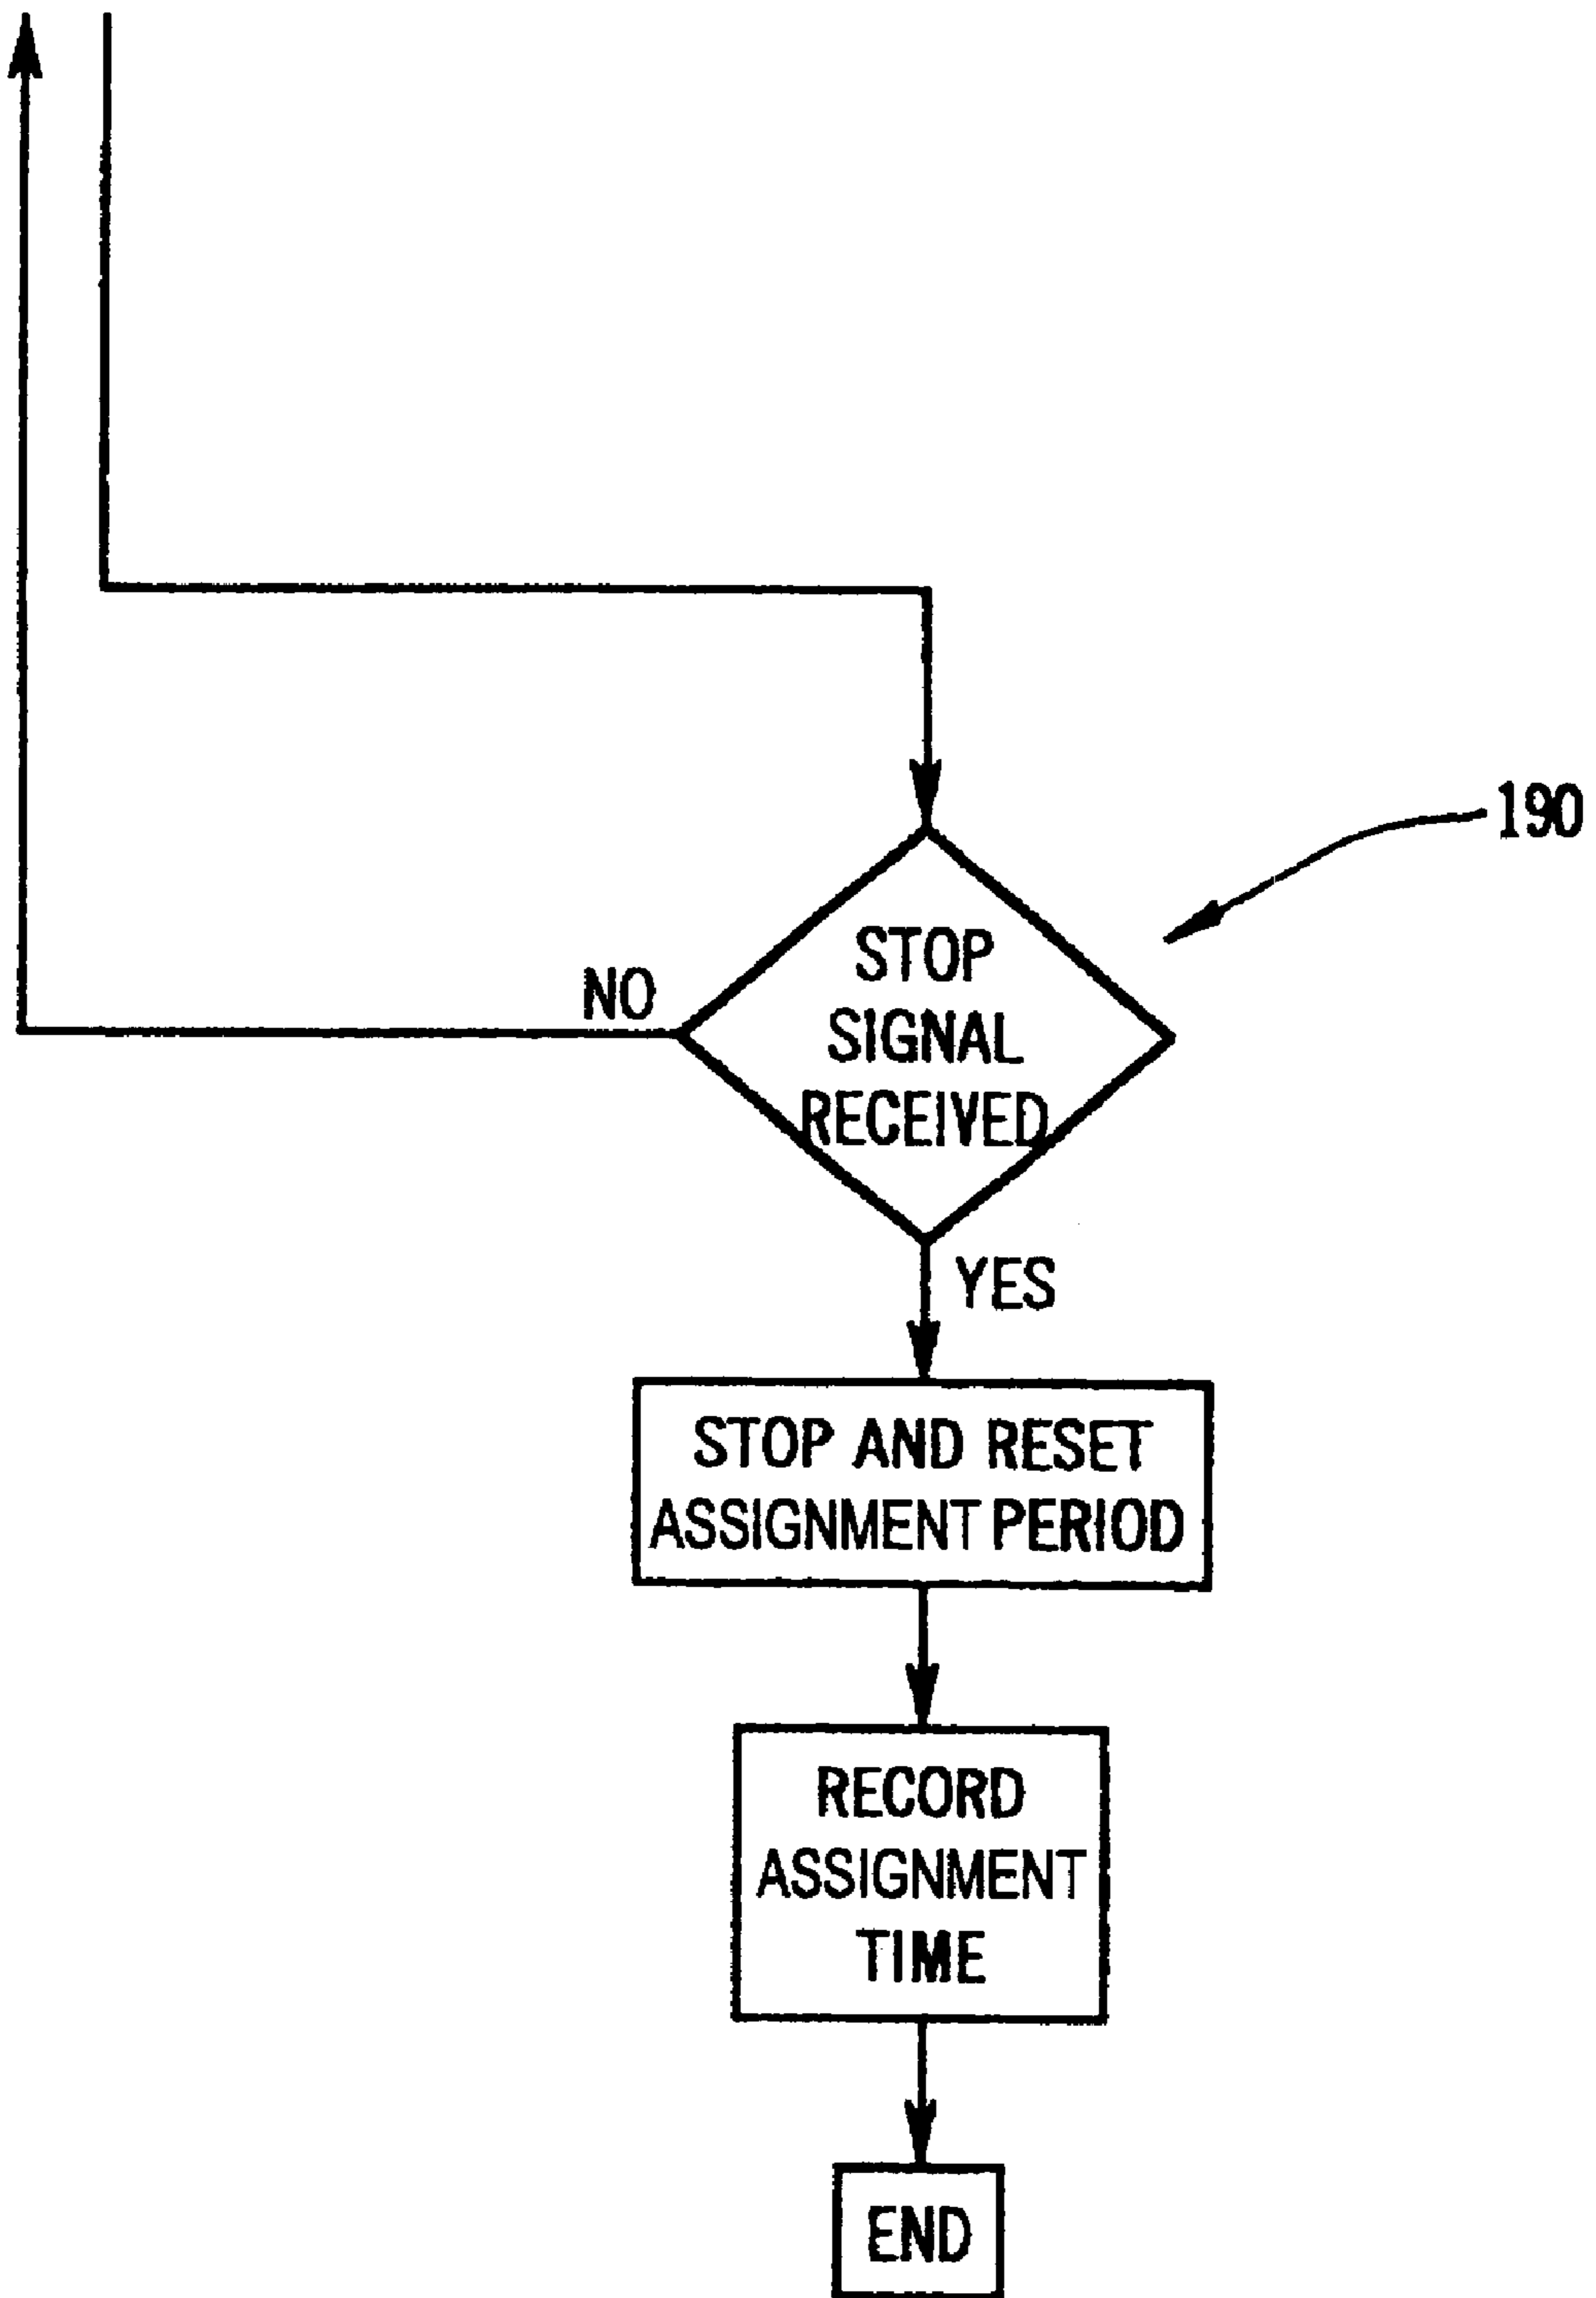 190
STOP
SIGNAL
RECEIVED
NO
YES
STOP AND RESET
ASSIGNMENT PERIOD
RECORD
ASSIGNMENT
TIME
END